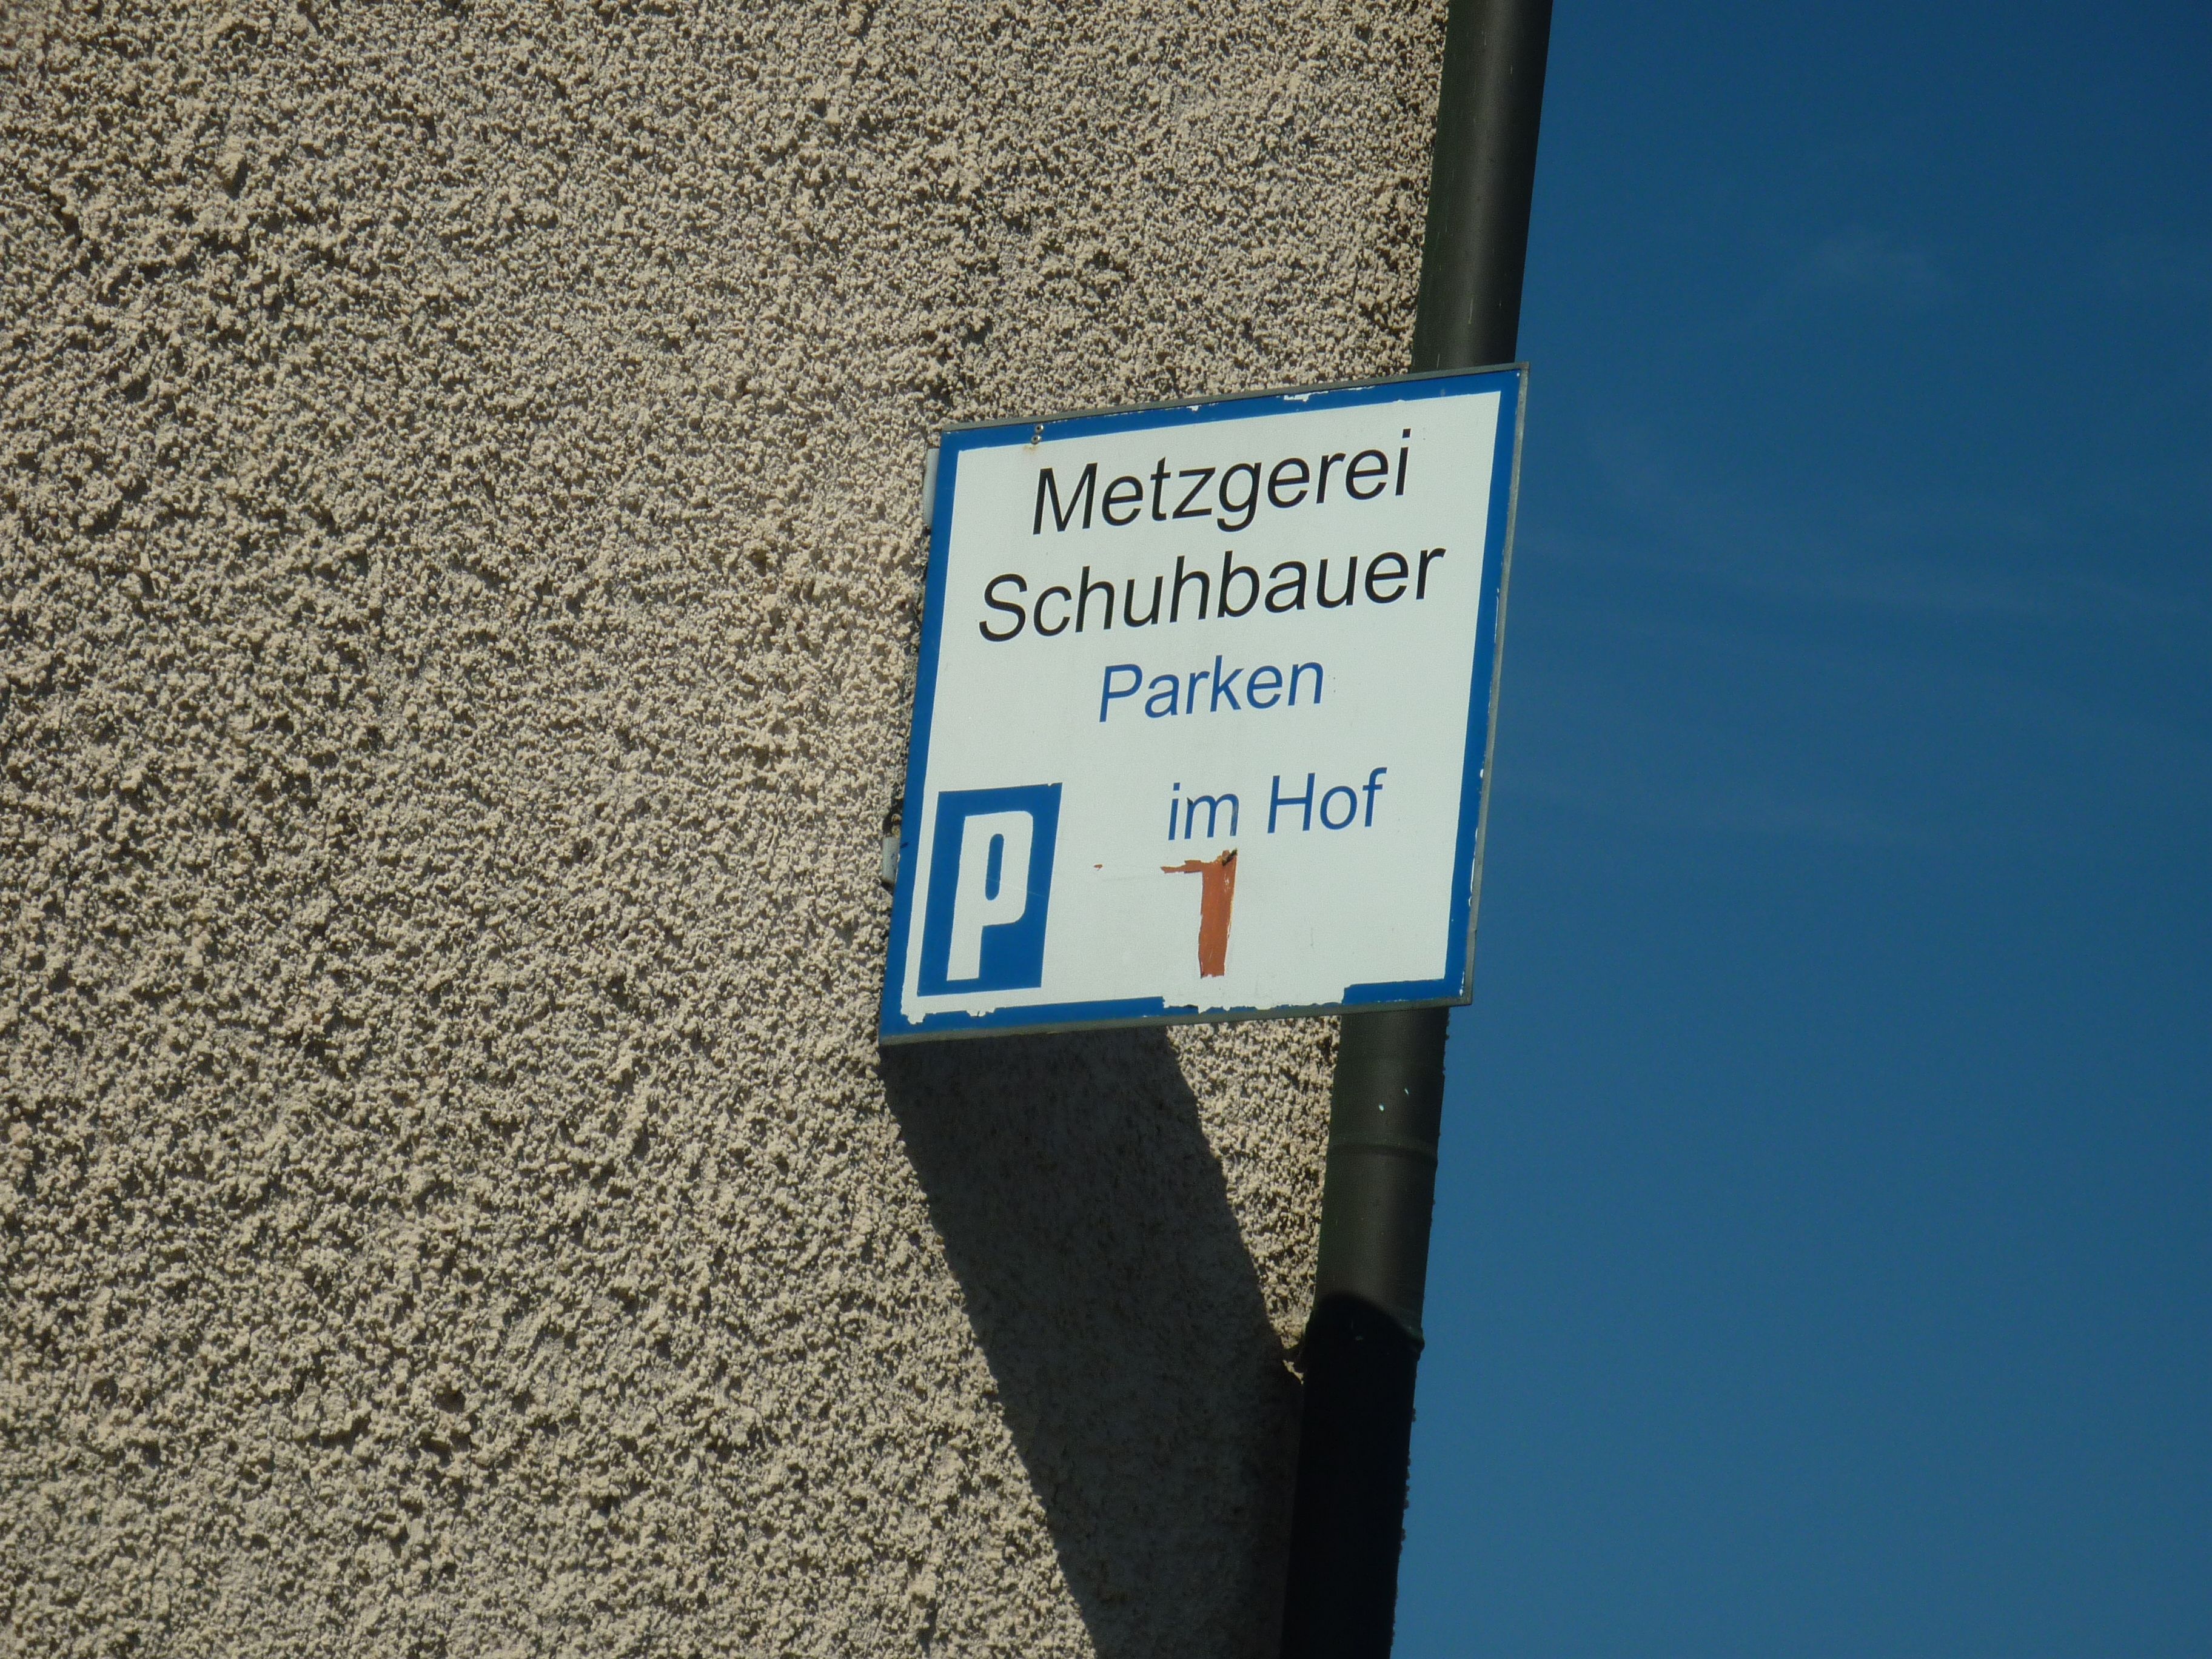 Metzgerei
Schuhbauer
Parken
im Hof
P